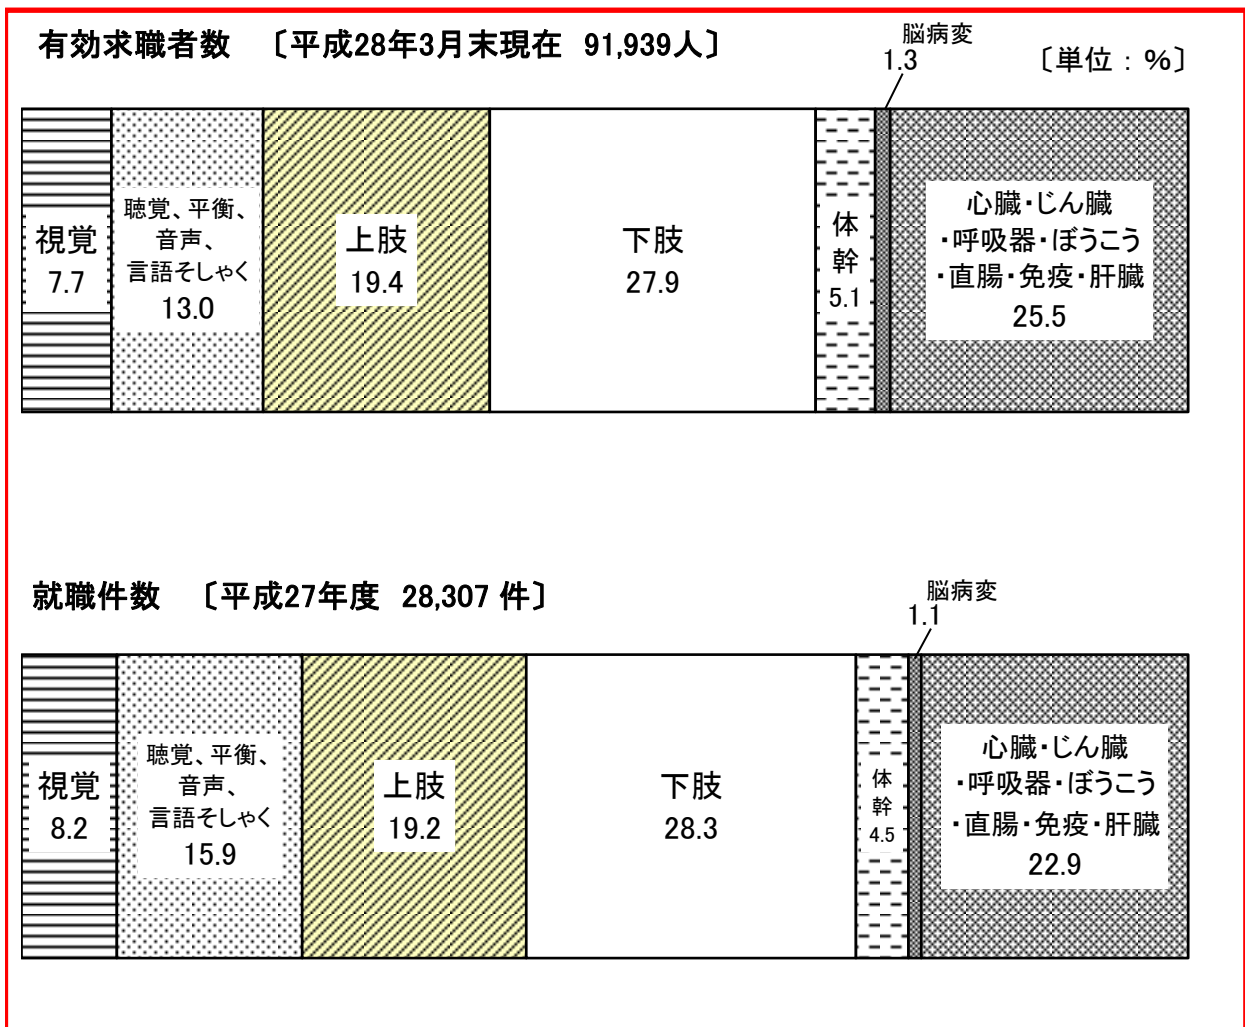 有効求職者数 〔平成28年3月末現在 91,939人〕
脳病変
1.3
〔単位：%〕
視覚
7.7
聴覚、平衡、
音声、
言語そしゃく
13.0
上肢
19.4
下肢
27.9
体
幹
5.1
心臓・じん臓
・呼吸器・ぼうこう
・直腸・免疫・肝臓
25.5
就職件数 〔平成27年度 28,307 件〕
脳病変
1.1
視覚
8.2
聴覚、平衡、
音声、
言語そしゃく
15.9
上肢
19.2
下肢
28.3
体
幹
4.5
心臓・じん臓
・呼吸器・ぼうこう
・直腸・免疫・肝臓
22.9